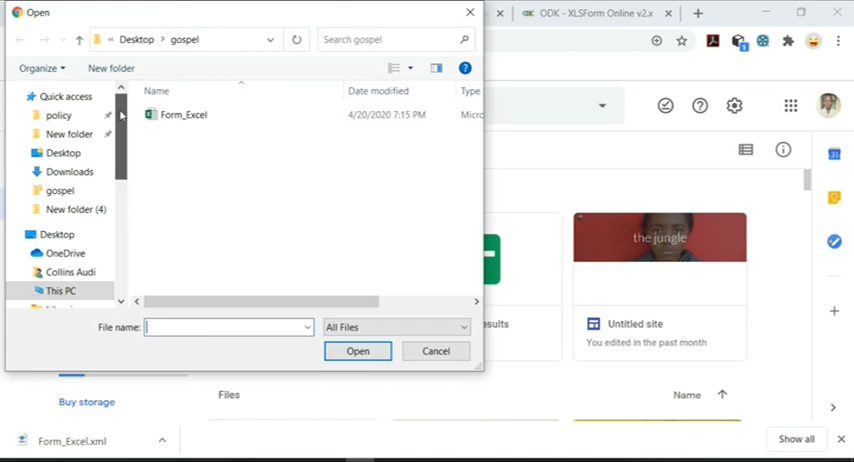 Open
ODK - XLSForm Online v2.x
« Desktop › gospel
Search gospel
Organize
New folder
1
Name
Date modified
Type
Quick access
policy
New folder
Desktop
Downloads
gospel
New folder (4)
Desktop
OneDrive
Collins Audi
This PC
Form_Excel
4/20/2020 7:15 PM
Micro
31
the jungle
File name:
All Files
Open
Cancel
esults
Untitled site
You edited in the past month
Buy storage
Files
Name
Form_Excel.xml
Show all